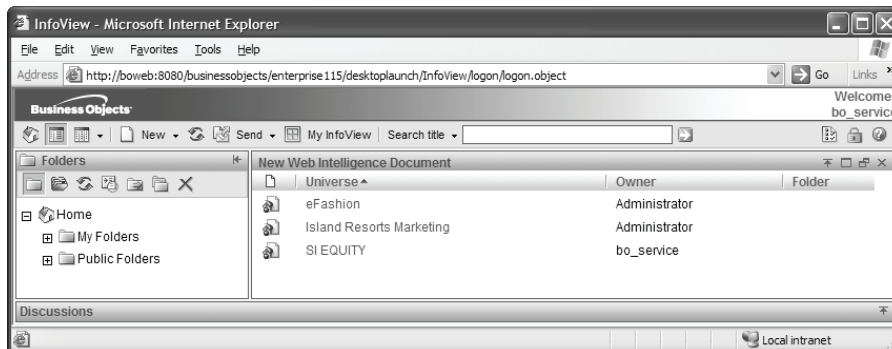 InfoView - Microsoft Internet Explorer
File Edit View Favorites Tools Help
Address http://boweb:8080/businessobjects/enterprise115/desktoplaunch/InfoView/logon/logon.object Go Links »
Business Objects Welcome
bo_service
New Send My InfoView Search title
Folders New Web Intelligence Document
Universe Owner Folder
eFashion Administrator
Home
Island Resorts Marketing Administrator
My Folders
SI EQUITY bo_service
Public Folders
Discussions
Local intranet